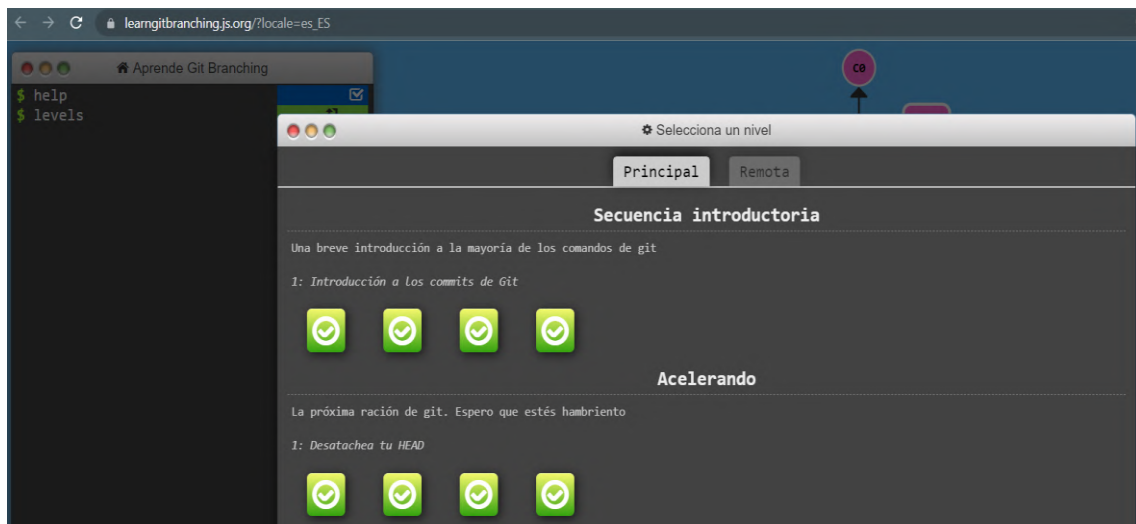 learngitbranching.js.org/?locale=es_ES
Aprende Git Branching
$ help
$ levels
C0
Selecciona un nivel
Principal Remota
Secuencia introductoria
Una breve introducción a la mayoría de los comandos de git
1: Introducción a los commits de Git
Acelerando
La próxima ración de git. Espero que estés hambriento
1: Desatachea tu HEAD